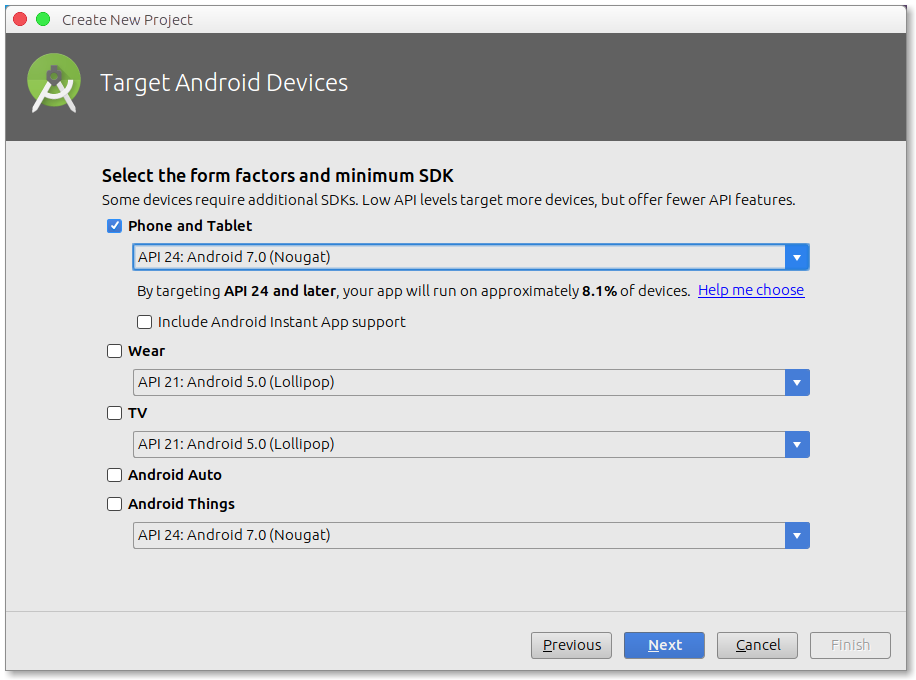 Create New Project
Target Android Devices
Select the form factors and minimum SDK
Some devices require additional SDKs. Low API levels target more devices, but offer fewer API features.
Phone and Tablet
API 24: Android 7.0 (Nougat)
By targeting API 24 and later, your app will run on approximately 8.1% of devices. Help me choose
Include Android Instant App support
Wear
API 21: Android 5.0 (Lollipop)
TV
API 21: Android 5.0 (Lollipop)
Android Auto
Android Things
API 24: Android 7.0 (Nougat)
Previous Next Cancel Finish